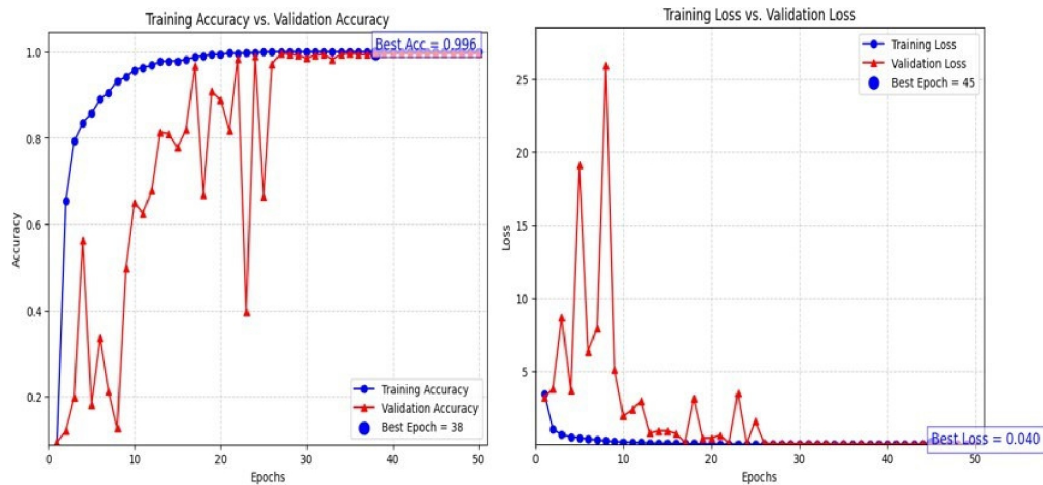 Training Accuracy vs. Validation Accuracy
Best Acc = 0.996
1.0
0.8
0.6
0.4
0.2
Accuracy
Training Accuracy
Validation Accuracy
Best Epoch = 38
0 10 20 30 40 50
Epochs
Training Loss vs. Validation Loss
Training Loss
Validation Loss
Best Epoch = 45
25
20
15
10
5
Loss
Best Loss = 0.040
0 10 20 30 40 50
Epochs